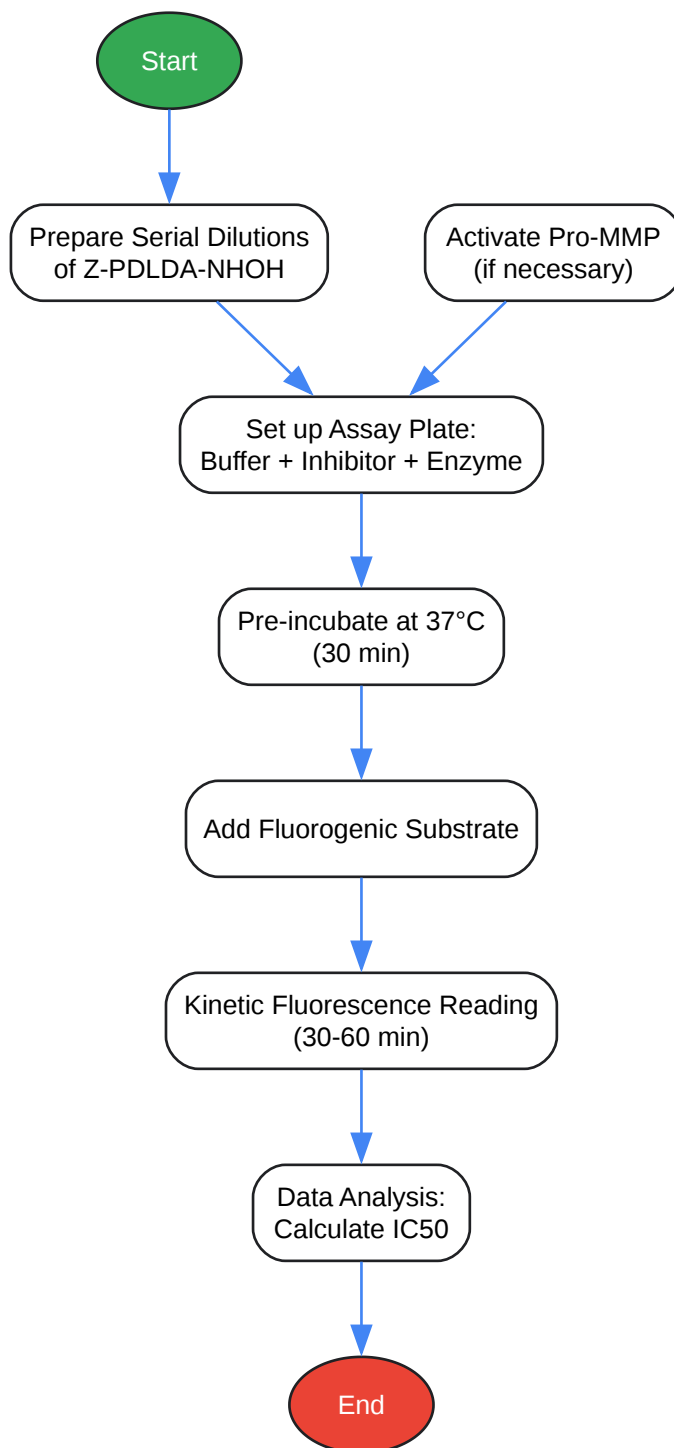 Start
Prepare Serial Dilutions
of Z-PDLDA-NHOH
Activate Pro-MMP
(if necessary)
Set up Assay Plate:
Buffer + Inhibitor + Enzyme
Pre-incubate at 37°C
(30 min)
Add Fluorogenic Substrate
Kinetic Fluorescence Reading
(30-60 min)
Data Analysis:
Calculate IC50
End